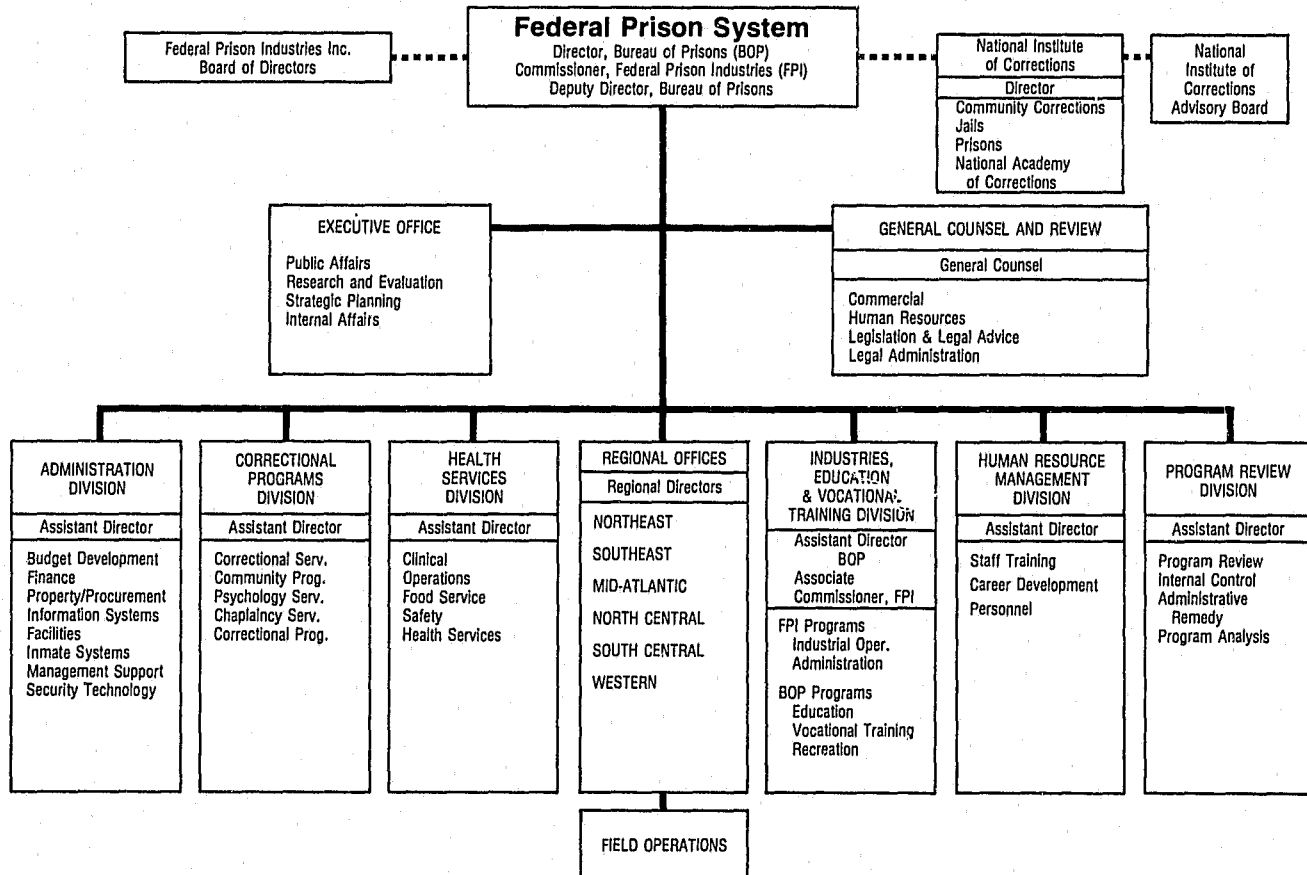 Federal Prison System
Director, Bureau of Prisons (BOP)
Commissioner, Federal Prison Industries (FPI)
Deputy Director, Bureau of Prisons
Federal Prison Industries Inc.
Board of Directors
National Institute
of Corrections
Director
Community Corrections
Jails
Prisons
National Academy
of Corrections
National
Institute of
Corrections
Advisory Board
EXECUTIVE OFFICE
Public Affairs
Research and Evaluation
Strategic Planning
Internal Affairs
GENERAL COUNSEL AND REVIEW
General Counsel
Commercial
Human Resources
Legislation & Legal Advice
Legal Administration
ADMINISTRATION
DIVISION
Assistant Director
Budget Development
Finance
Property/Procurement
Information Systems
Facilities
Inmate Systems
Management Support
Security Technology
CORRECTIONAL
PROGRAMS
DIVISION
Assistant Director
Correctional Serv.
Community Prog.
Psychology Serv.
Chaplaincy Serv.
Correctional Prog.
HEALTH
SERVICES
DIVISION
Assistant Director
Clinical
Operations
Food Service
Safety
Health Services
REGIONAL OFFICES
Regional Directors
NORTHEAST
SOUTHEAST
MID-ATLANTIC
NORTH CENTRAL
SOUTH CENTRAL
WESTERN
INDUSTRIES,
EDUCATION
& VOCATIONAL
TRAINING DIVISION
Assistant Director
BOP
Associate
Commissioner, FPI
FPI Programs
Industrial Oper.
Administration
BOP Programs
Education
Vocational Training
Recreation
HUMAN RESOURCE
MANAGEMENT
DIVISION
Assistant Director
Staff Training
Career Development
Personnel
PROGRAM REVIEW
DIVISION
Assistant Director
Program Review
Internal Control
Administrative
Remedy
Program Analysis
FIELD OPERATIONS